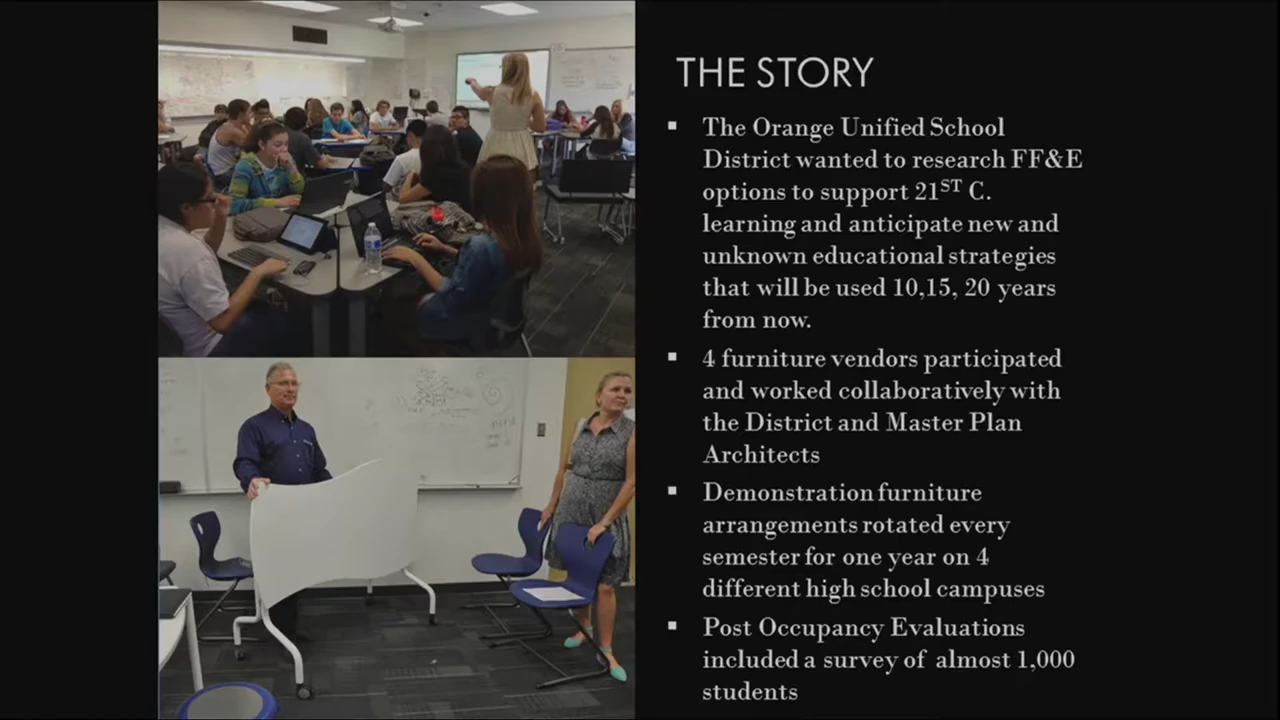 THE STORY
▪ The Orange Unified School
District wanted to research FF&E
options to support 21ST C.
learning and anticipate new and
unknown educational strategies
that will be used 10,15, 20 years
from now.
▪ 4 furniture vendors participated
and worked collaboratively with
the District and Master Plan
Architects
▪ Demonstration furniture
arrangements rotated every
semester for one year on 4
different high school campuses
▪ Post Occupancy Evaluations
included a survey of almost 1,000
students